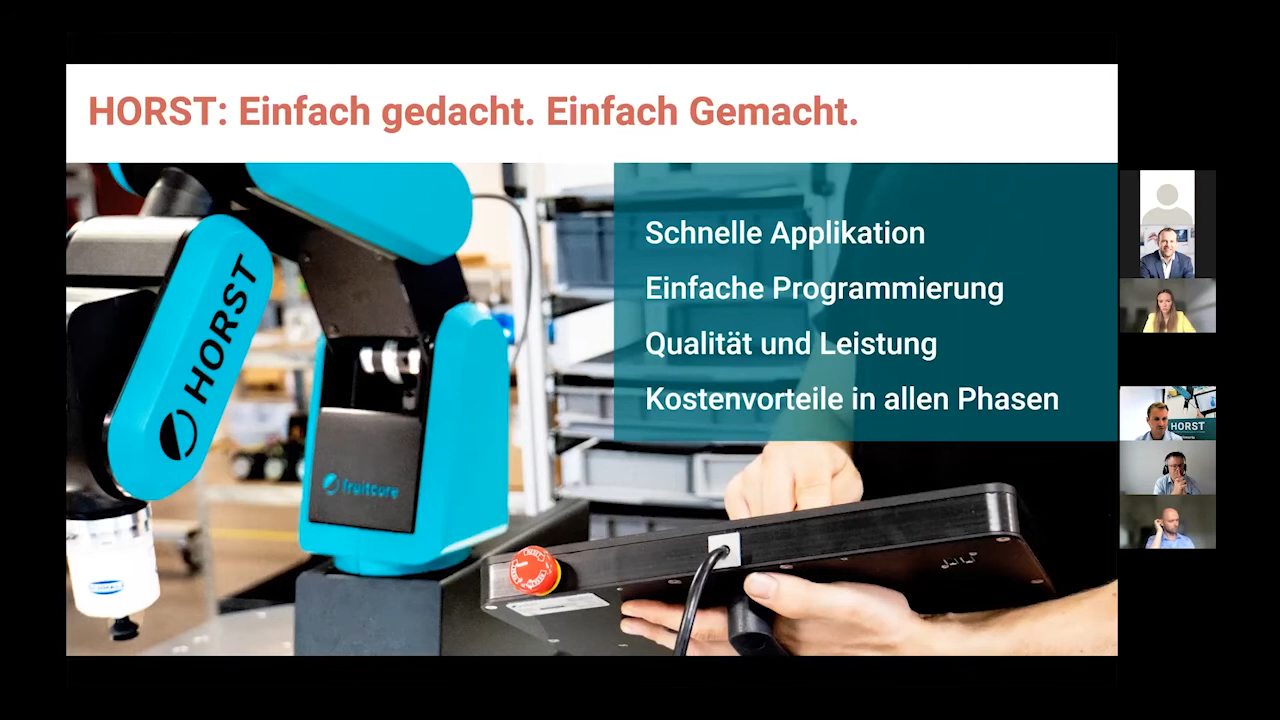 HORST: Einfach gedacht. Einfach Gemacht.
Schnelle Applikation
Einfache Programmierung
Qualität und Leistung
Kostenvorteile in allen Phasen
HORST
fruitcore
HORST